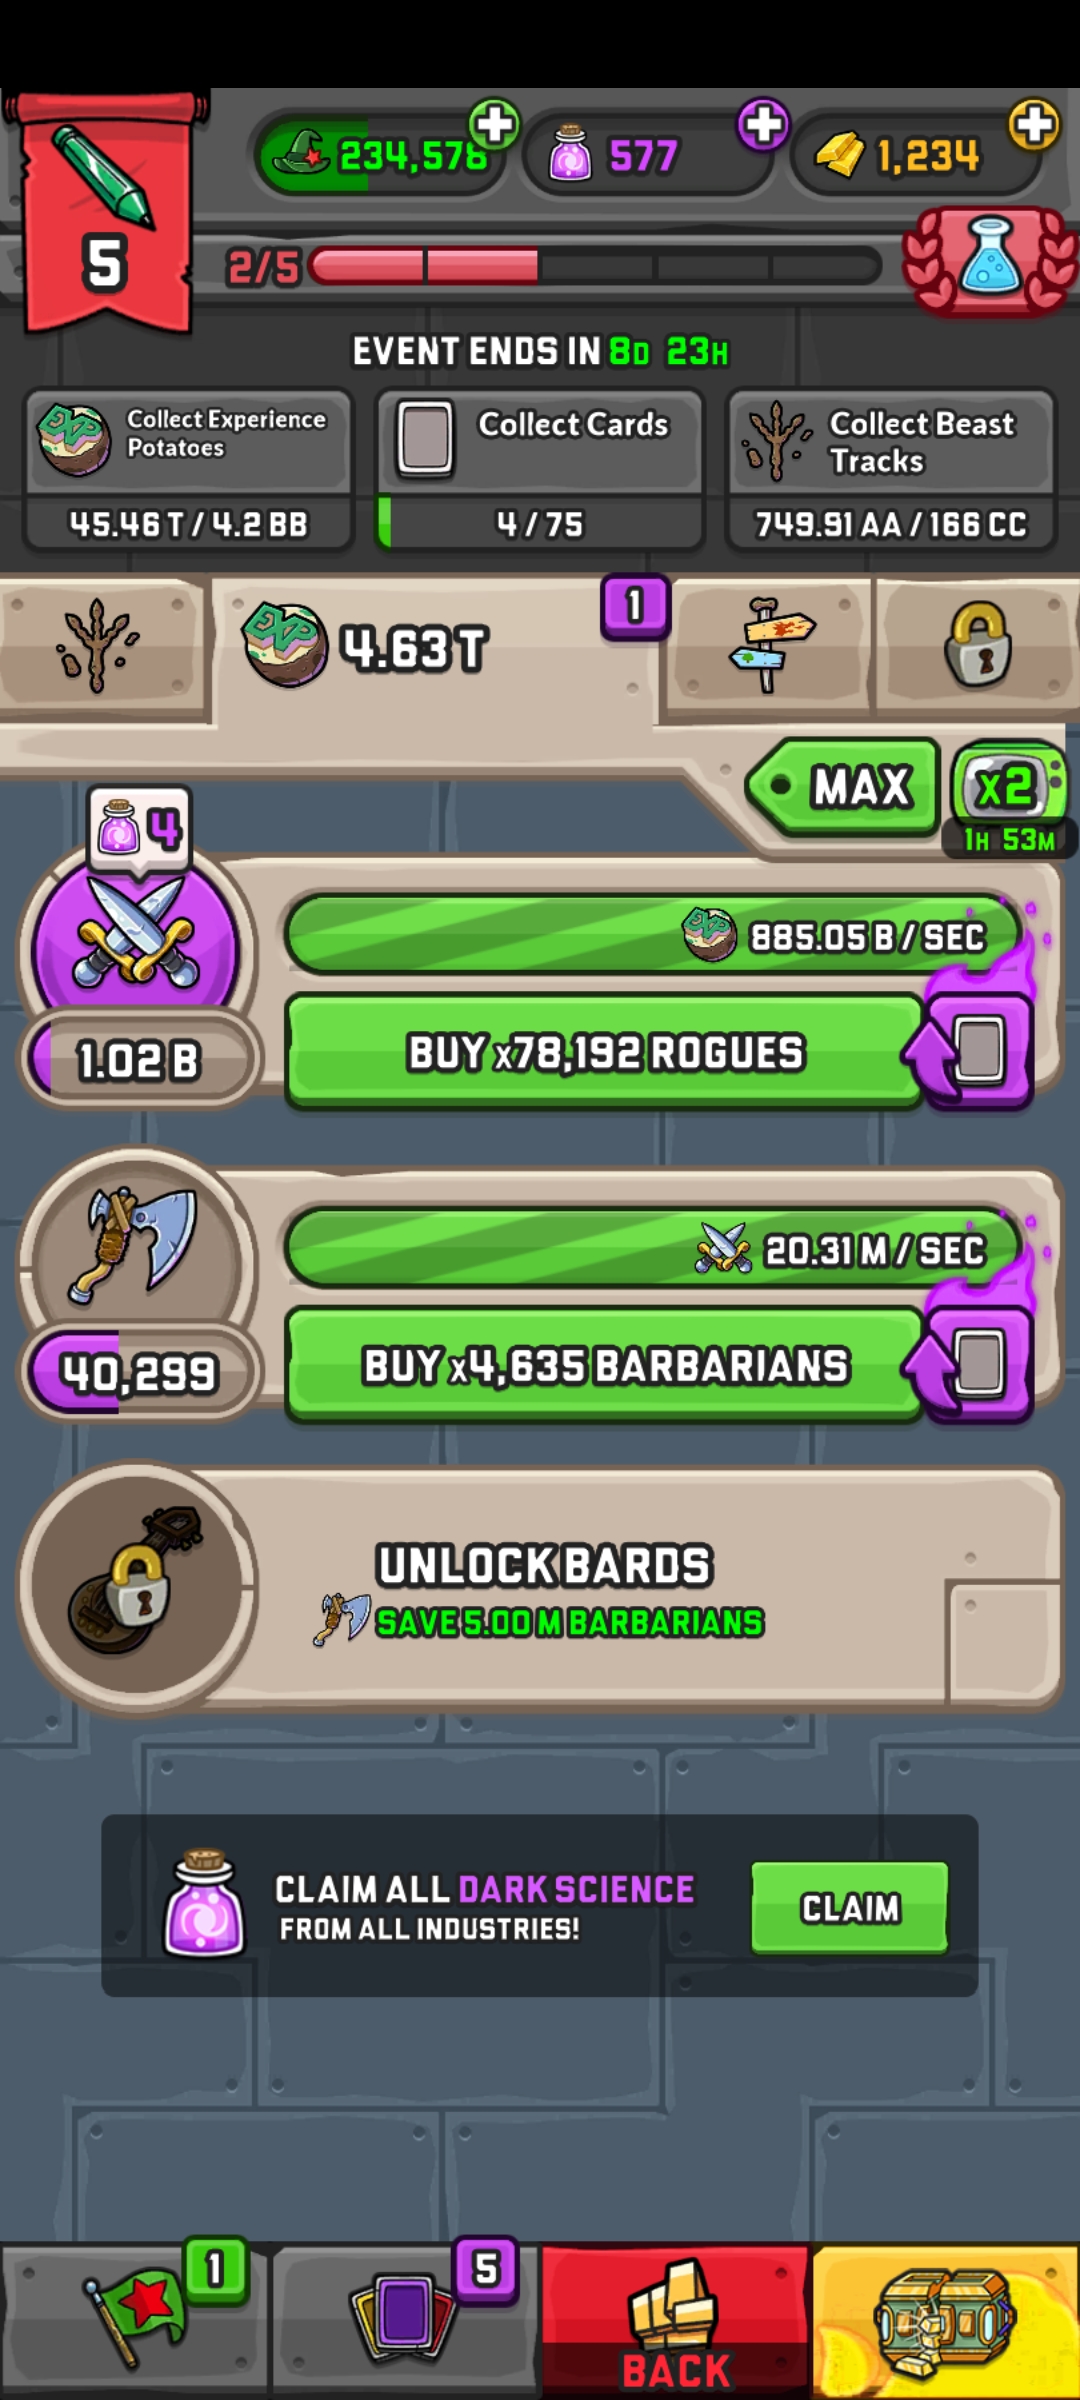 234,578
577
1,234
5
2/5
EVENT ENDS IN 8D 23H
EXP
Collect Experience
Potatoes
45.46 T / 4.2 BB
Collect Cards
4 / 75
Collect Beast
Tracks
749.91 AA / 166 CC
EXP
4.63 T
1
MAX
x2
1H 53M
4
EXP
885.05 B / SEC
BUY x78,192 ROGUES
1.02 B
20.31 M / SEC
BUY x4,635 BARBARIANS
40,299
UNLOCK BARDS
SAVE 5.00 M BARBARIANS
CLAIM ALL DARK SCIENCE
FROM ALL INDUSTRIES!
CLAIM
1
5
BACK